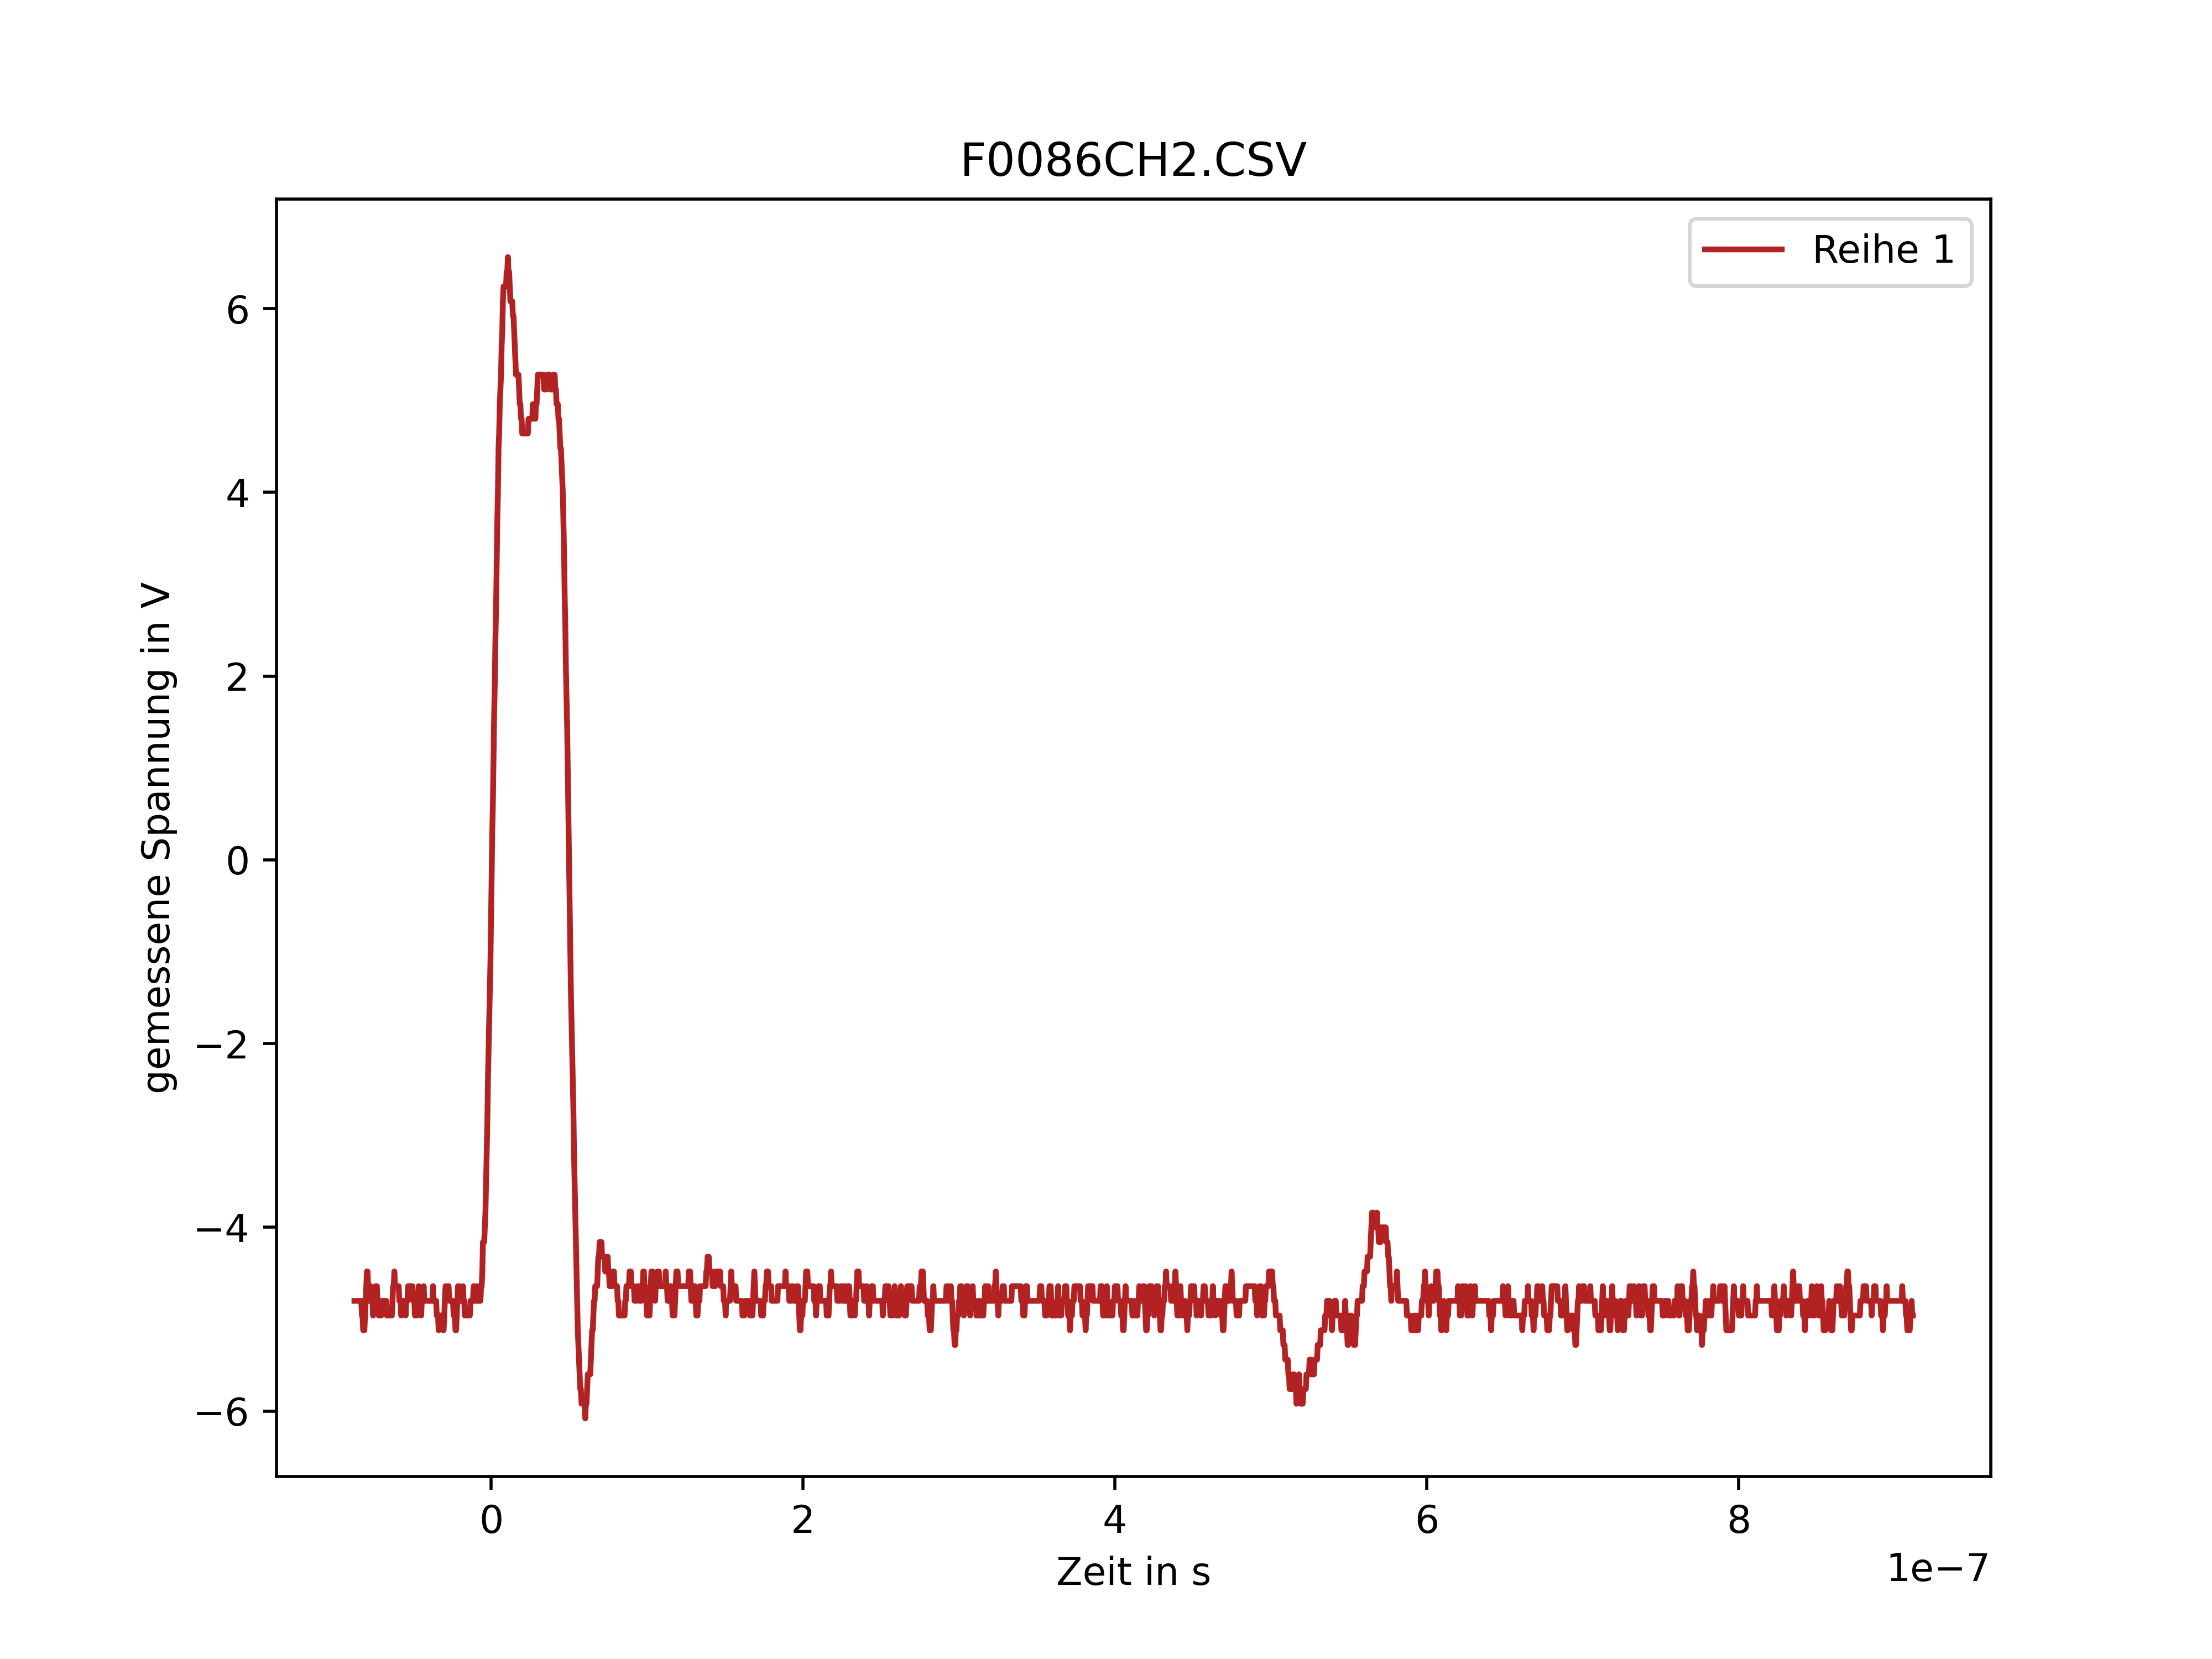 F0086CH2.CSV
Reihe 1
gemessene Spannung in V
6
4
2
0
−2
−4
−6
0 2 4 6 8
Zeit in s
1e−7